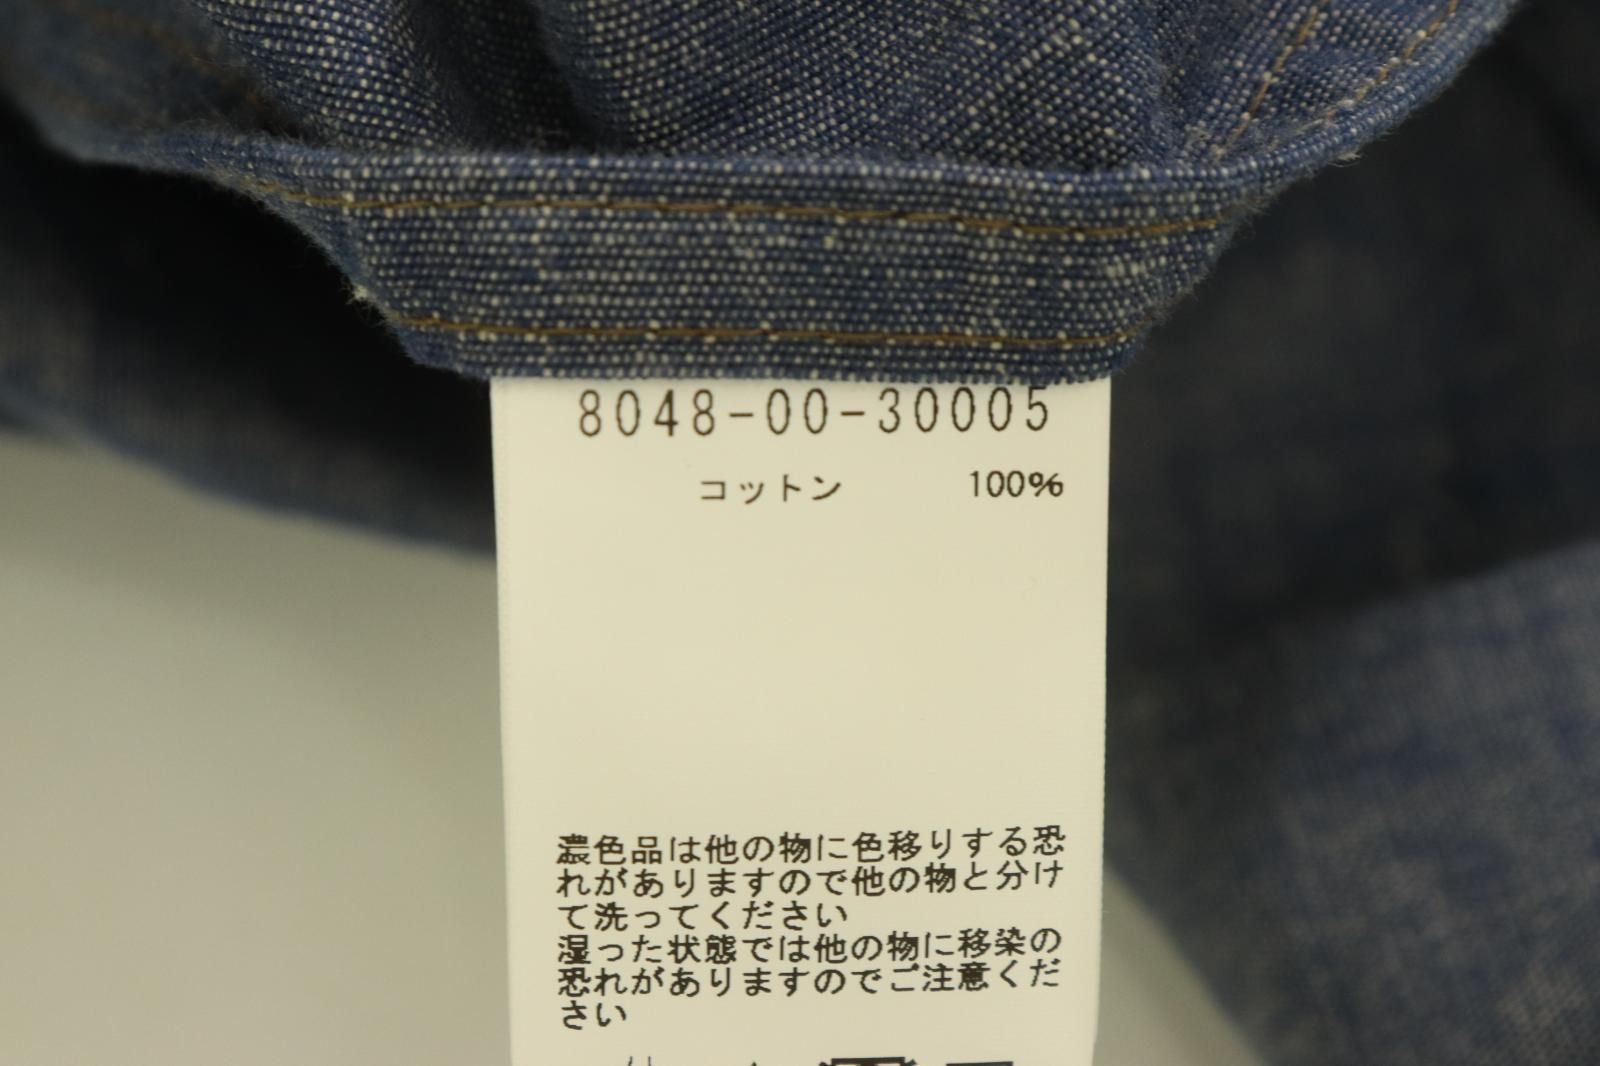 8048-00-30005
コットン 100%
濃色品は他の物に色移りする恐
れがありますので他の物と分け
て洗ってください
湿った状態では他の物に移染の
恐れがありますのでご注意くだ
さい